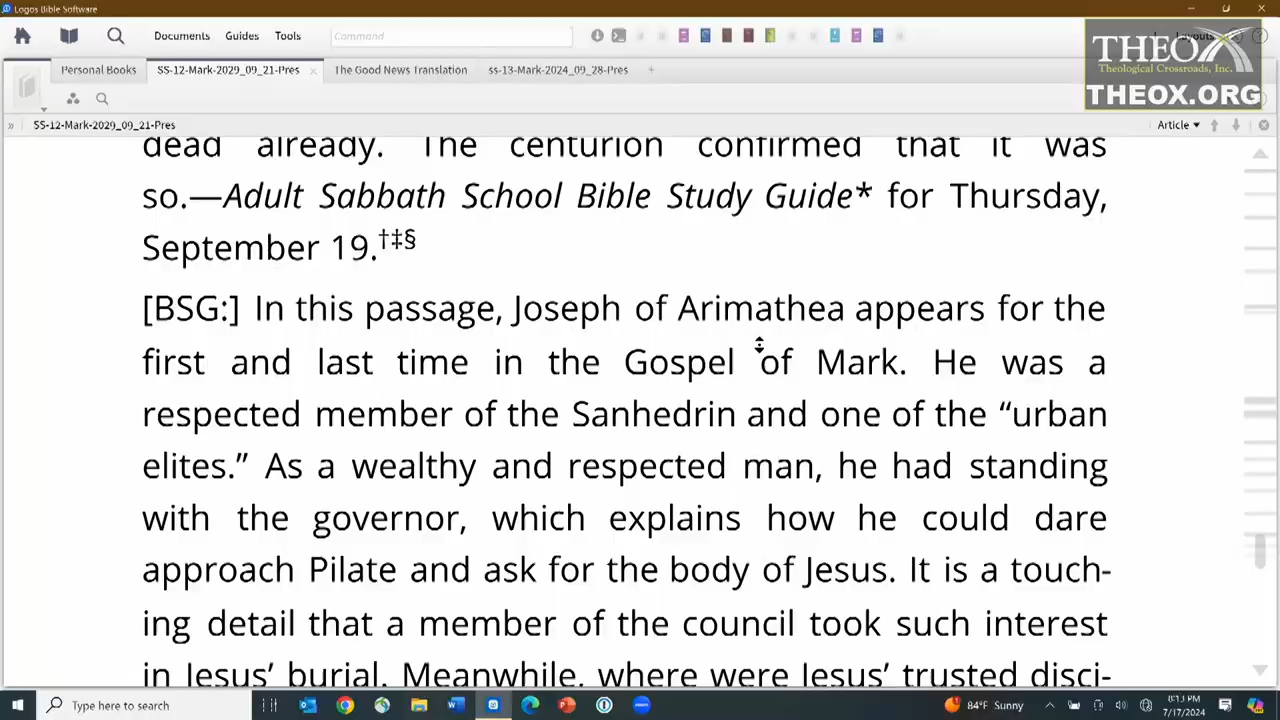 Logos Bible Software
Documents Guides Tools Command
THEOX
Theological Crossroads, Inc.
THEOX.ORG
Personal Books SS-12-Mark-2029_09_21-Pres ss-13-Mark-2024_09_28-Pres
SS-12-Mark-2029_09_21-Pres Article
dead already. The centurion confirmed that it was
so.—Adult Sabbath School Bible Study Guide* for Thursday,
September 19.†‡§
[BSG:] In this passage, Joseph of Arimathea appears for the
first and last time in the Gospel of Mark. He was a
respected member of the Sanhedrin and one of the “urban
elites.” As a wealthy and respected man, he had standing
with the governor, which explains how he could dare
approach Pilate and ask for the body of Jesus. It is a touch-
ing detail that a member of the council took such interest
in Jesus’ burial. Meanwhile, where were Jesus’ trusted disci-
Type here to search 84°F Sunny 8:13 PM
7/17/2024